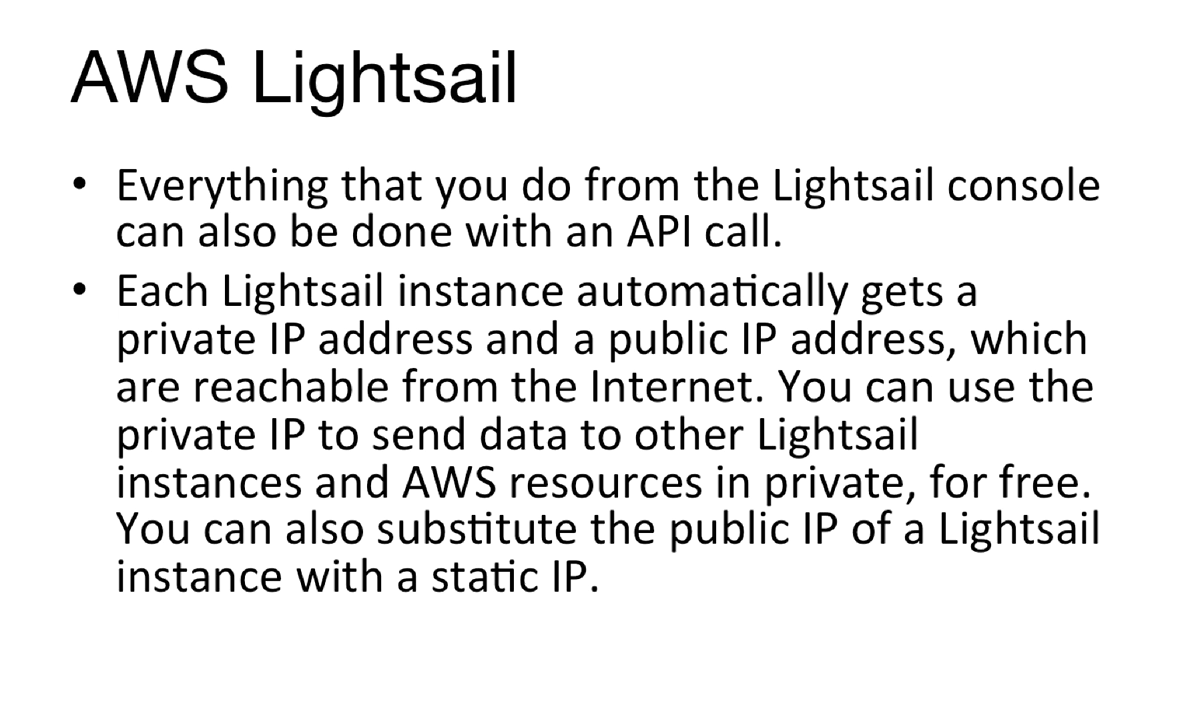 AWS Lightsail
• Everything that you do from the Lightsail console
can also be done with an API call.
• Each Lightsail instance automatically gets a
private IP address and a public IP address, which
are reachable from the Internet. You can use the
private IP to send data to other Lightsail
instances and AWS resources in private, for free.
You can also substitute the public IP of a Lightsail
instance with a static IP.